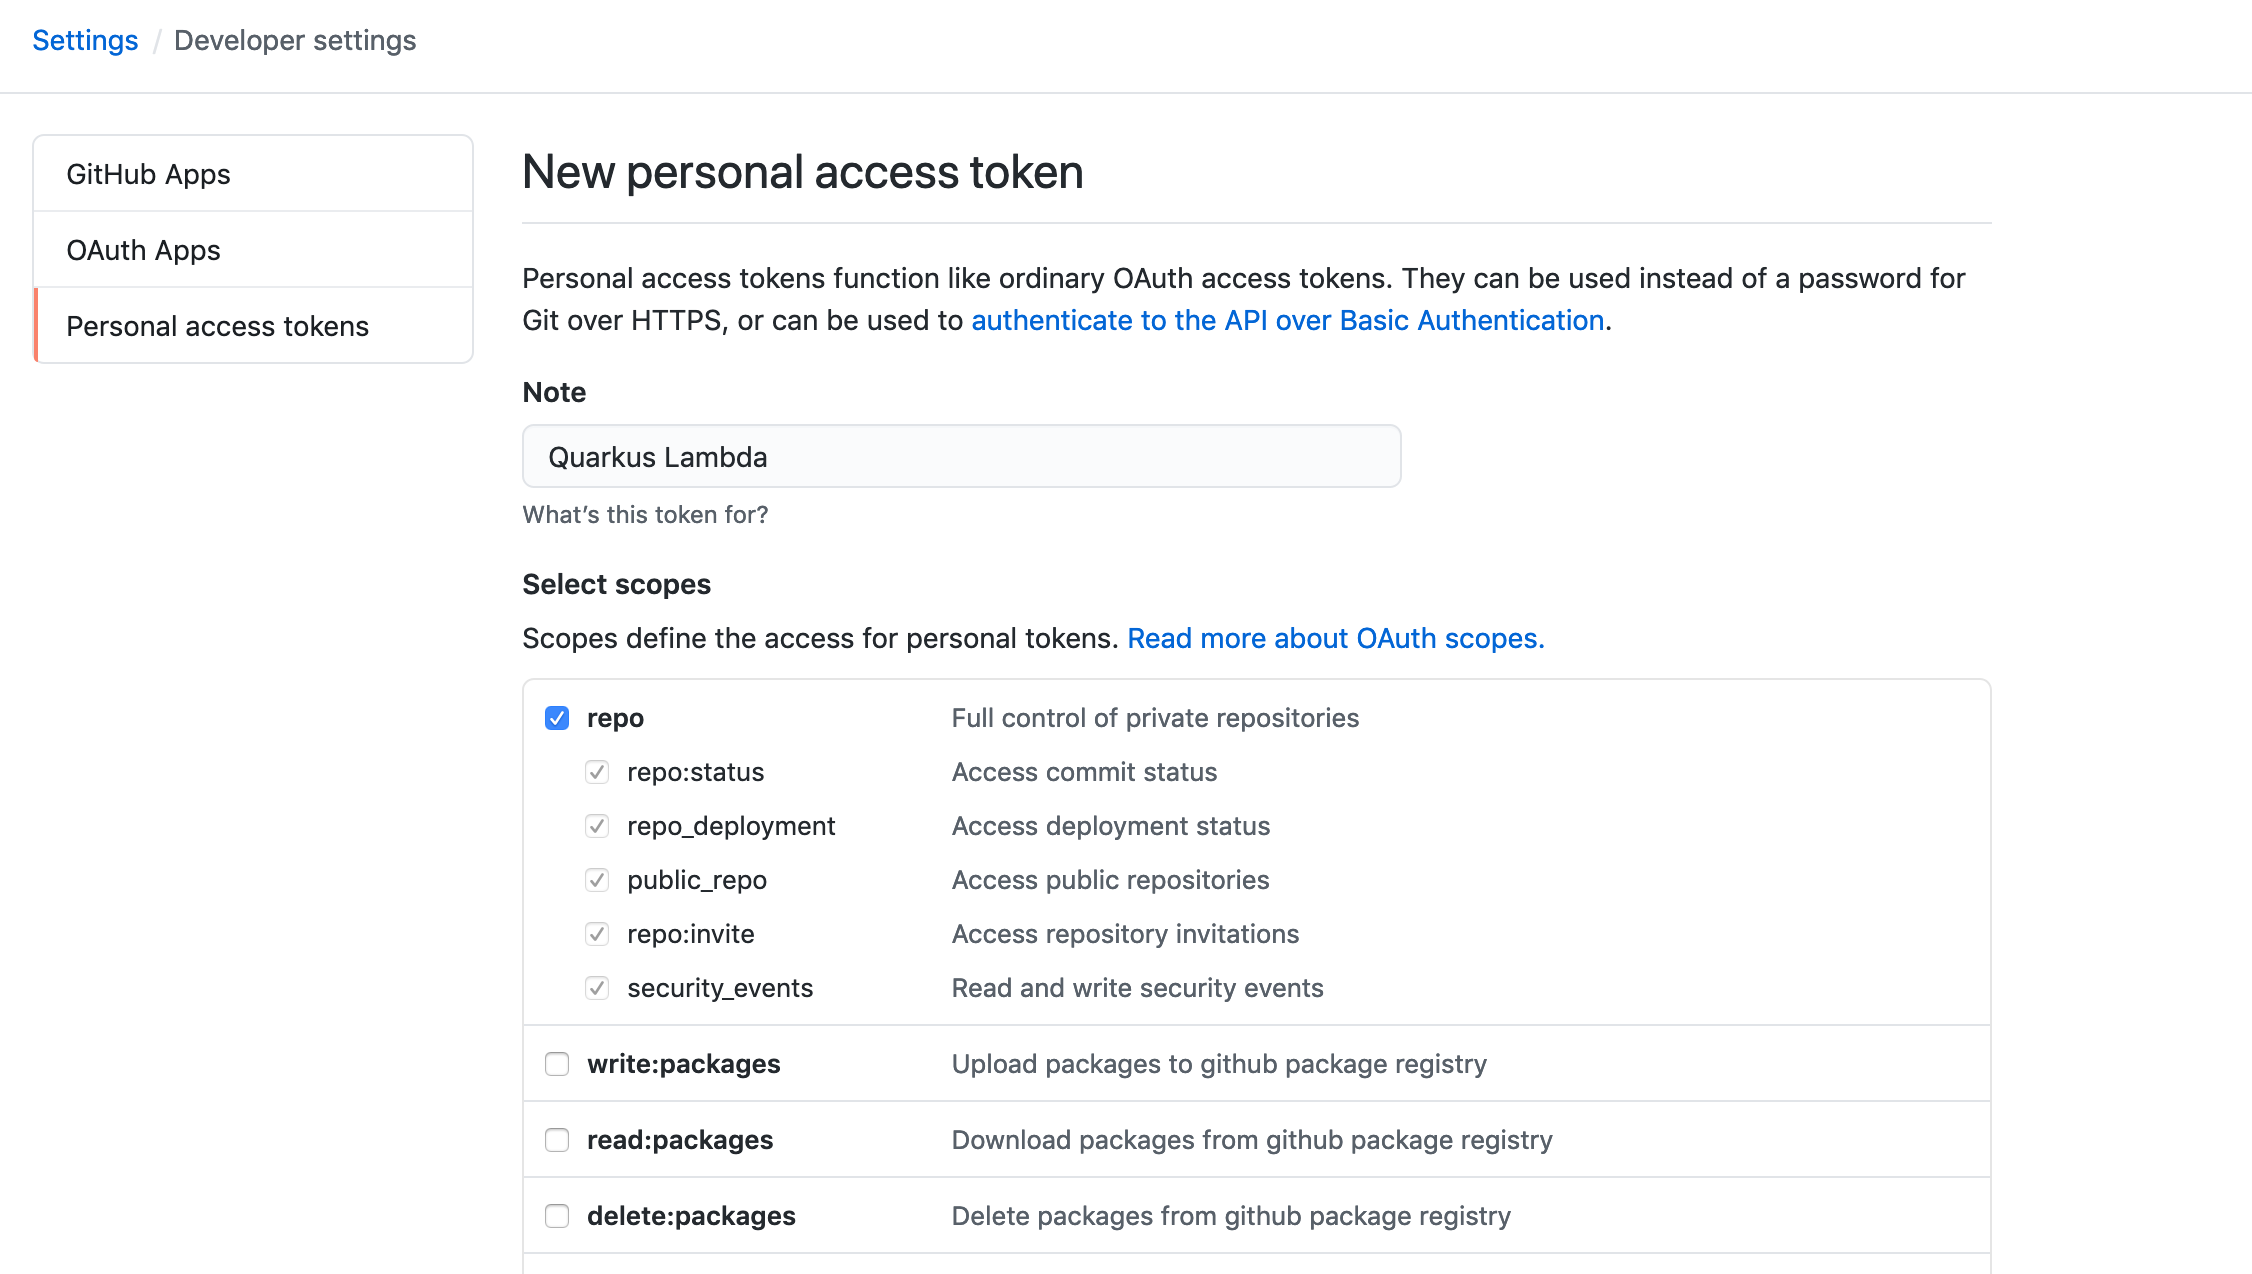 Settings / Developer settings
GitHub Apps
OAuth Apps
Personal access tokens
New personal access token
Personal access tokens function like ordinary OAuth access tokens. They can be used instead of a password for
Git over HTTPS, or can be used to authenticate to the API over Basic Authentication.
Note
Quarkus Lambda
What's this token for?
Select scopes
Scopes define the access for personal tokens. Read more about OAuth scopes.
repo Full control of private repositories
repo:status Access commit status
repo_deployment Access deployment status
public_repo Access public repositories
repo:invite Access repository invitations
security_events Read and write security events
write:packages Upload packages to github package registry
read:packages Download packages from github package registry
delete:packages Delete packages from github package registry